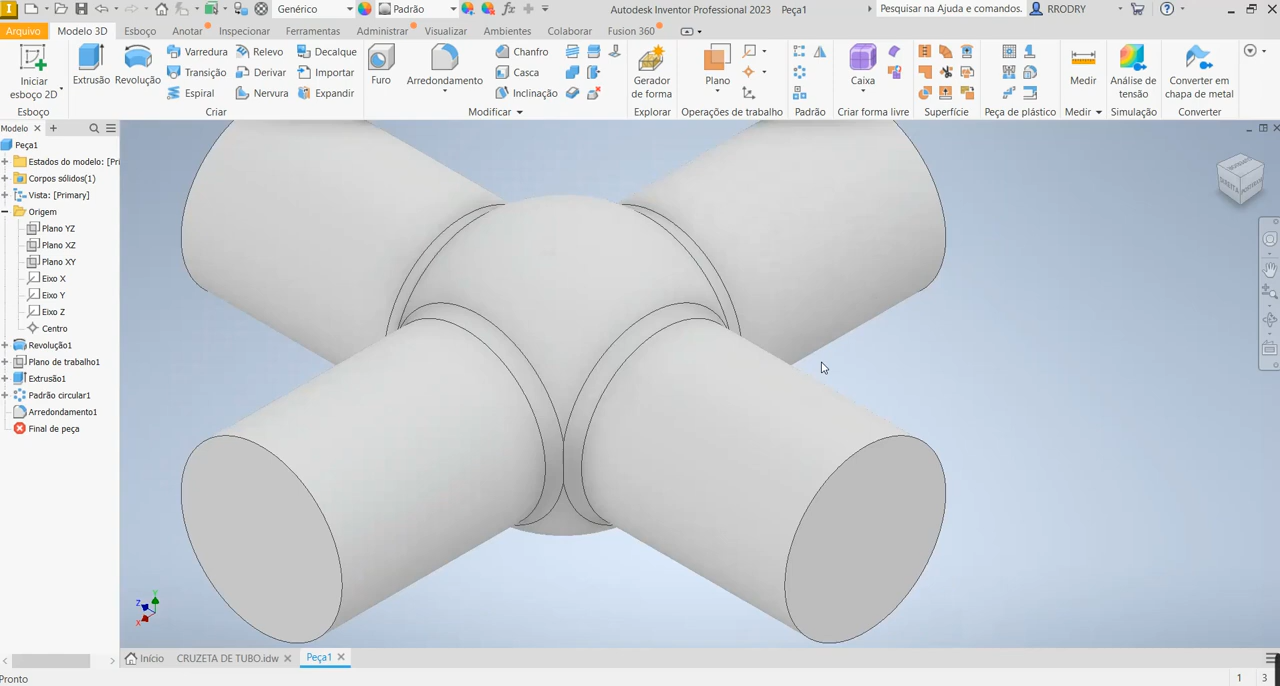 Genérico
Padrão
Autodesk Inventor Professional 2023 Peça1
Pesquisar na Ajuda e comandos.
RRODRY
Arquivo Modelo 3D Esboço Anotar Inspecionar Ferramentas Administrar Visualizar Ambientes Colaborar Fusion 360
Iniciar esboço 2D
Extrusão
Revolução
Varredura Relevo Decalque
Transição Derivar Importar
Espiral Nervura Expandir
Furo
Arredondamento
Chanfro
Casca
Inclinação
Gerador de forma
Plano
Caixa
Medir
Análise de tensão
Converter em chapa de metal
Esboço Criar Modificar Explorar Operações de trabalho Padrão Criar forma livre Superfície Peça de plástico Medir Simulação Converter
Modelo
Peça1
Estados do modelo: [Pri
Corpos sólidos(1)
Vista: [Primary]
Origem
Plano YZ
Plano XZ
Plano XY
Eixo X
Eixo Y
Eixo Z
Centro
Revolução1
Plano de trabalho1
Extrusão1
Padrão circular1
Arredondamento1
Final de peça
DIREITA
Z
Y
X
Início CRUZETA DE TUBO.idw Peça1
Pronto
1 3